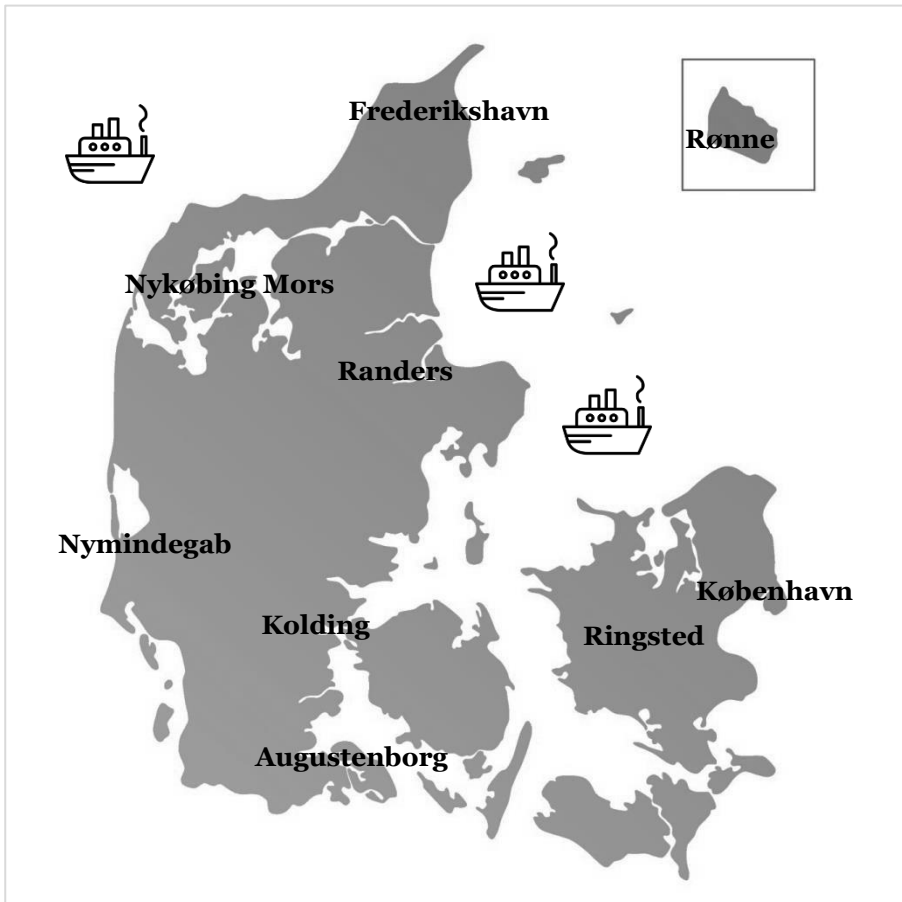 Frederikshavn
Rønne
Nykøbing Mors
Randers
Nymindegab
København
Kolding
Ringsted
Augustenborg